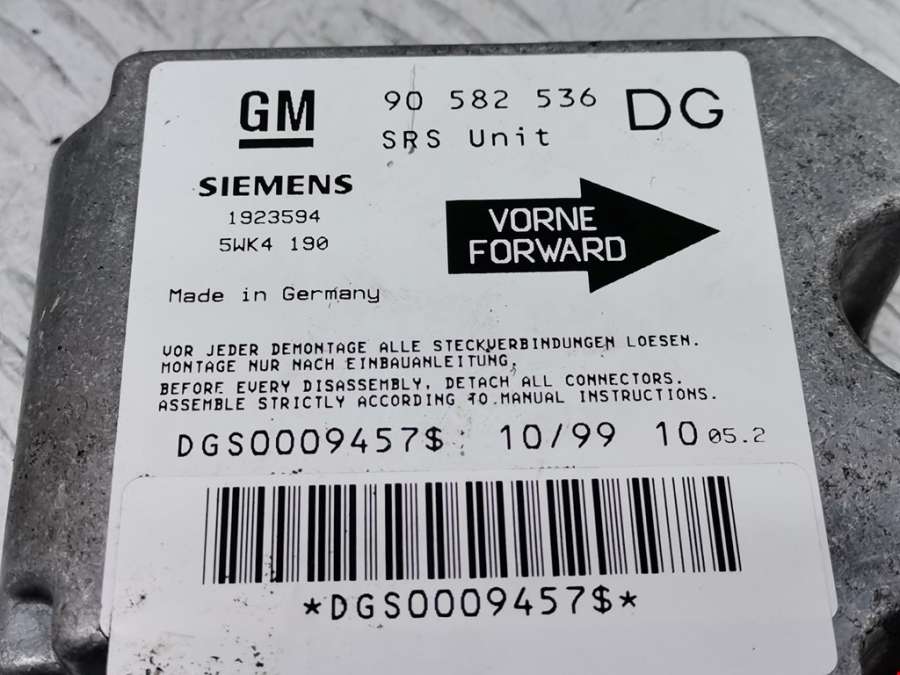 GM
90 582 536 DG
SRS Unit
SIEMENS
1923594
5WK4 190
VORNE
FORWARD
Made in Germany
VOR JEDER DEMONTAGE ALLE STECKVERBINDUNGEN LOESEN.
MONTAGE NUR NACH EINBAUANLEITUNG.
BEFORE EVERY DISASSEMBLY, DETACH ALL CONNECTORS.
ASSEMBLE STRICTLY ACCORDING TO MANUAL INSTRUCTIONS.
DGS0009457$ 10/99 10 05.2
*DGS0009457$*